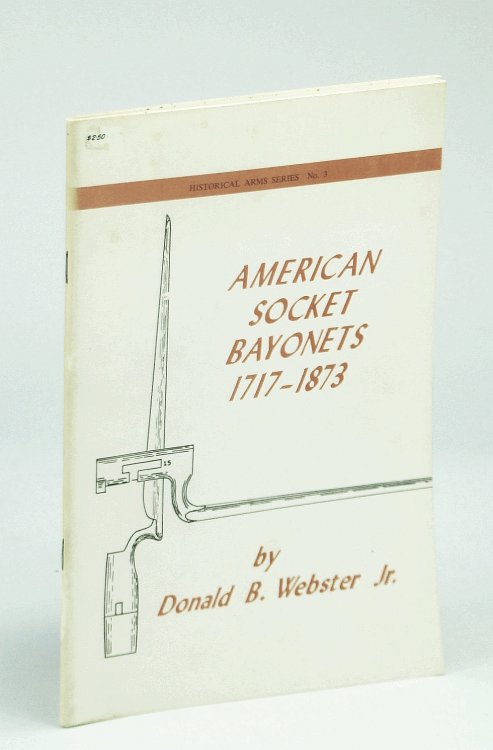 $2.50
HISTORICAL ARMS SERIES No. 3
AMERICAN
SOCKET
BAYONETS
1717-1873
15
by
Donald B. Webster Jr.